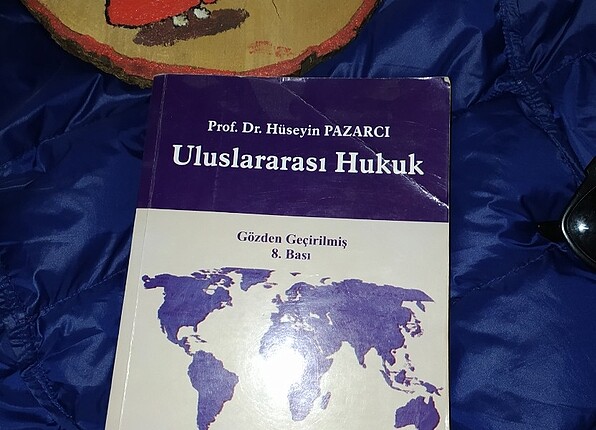 Prof. Dr. Hüseyin PAZARCI
Uluslararası Hukuk
Gözden Geçirilmiş
8. Bası